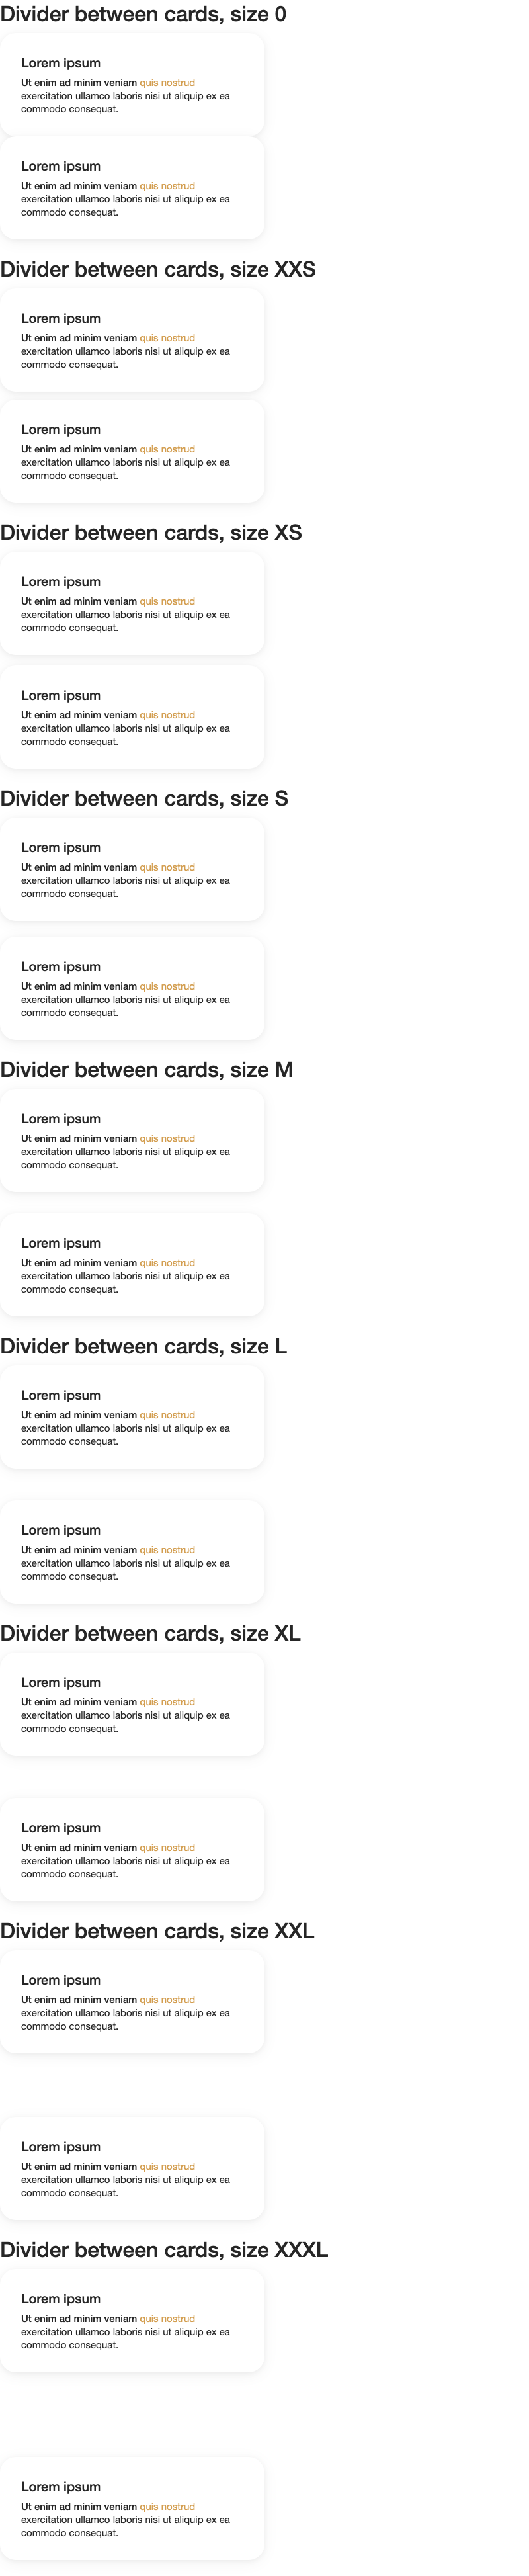 Divider between cards, size 0
Lorem ipsum
Ut enim ad minim veniam quis nostrud
exercitation ullamco laboris nisi ut aliquip ex ea
commodo consequat.
Lorem ipsum
Ut enim ad minim veniam quis nostrud
exercitation ullamco laboris nisi ut aliquip ex ea
commodo consequat.
Divider between cards, size XXS
Lorem ipsum
Ut enim ad minim veniam quis nostrud
exercitation ullamco laboris nisi ut aliquip ex ea
commodo consequat.
Lorem ipsum
Ut enim ad minim veniam quis nostrud
exercitation ullamco laboris nisi ut aliquip ex ea
commodo consequat.
Divider between cards, size XS
Lorem ipsum
Ut enim ad minim veniam quis nostrud
exercitation ullamco laboris nisi ut aliquip ex ea
commodo consequat.
Lorem ipsum
Ut enim ad minim veniam quis nostrud
exercitation ullamco laboris nisi ut aliquip ex ea
commodo consequat.
Divider between cards, size S
Lorem ipsum
Ut enim ad minim veniam quis nostrud
exercitation ullamco laboris nisi ut aliquip ex ea
commodo consequat.
Lorem ipsum
Ut enim ad minim veniam quis nostrud
exercitation ullamco laboris nisi ut aliquip ex ea
commodo consequat.
Divider between cards, size M
Lorem ipsum
Ut enim ad minim veniam quis nostrud
exercitation ullamco laboris nisi ut aliquip ex ea
commodo consequat.
Lorem ipsum
Ut enim ad minim veniam quis nostrud
exercitation ullamco laboris nisi ut aliquip ex ea
commodo consequat.
Divider between cards, size L
Lorem ipsum
Ut enim ad minim veniam quis nostrud
exercitation ullamco laboris nisi ut aliquip ex ea
commodo consequat.
Lorem ipsum
Ut enim ad minim veniam quis nostrud
exercitation ullamco laboris nisi ut aliquip ex ea
commodo consequat.
Divider between cards, size XL
Lorem ipsum
Ut enim ad minim veniam quis nostrud
exercitation ullamco laboris nisi ut aliquip ex ea
commodo consequat.
Lorem ipsum
Ut enim ad minim veniam quis nostrud
exercitation ullamco laboris nisi ut aliquip ex ea
commodo consequat.
Divider between cards, size XXL
Lorem ipsum
Ut enim ad minim veniam quis nostrud
exercitation ullamco laboris nisi ut aliquip ex ea
commodo consequat.
Lorem ipsum
Ut enim ad minim veniam quis nostrud
exercitation ullamco laboris nisi ut aliquip ex ea
commodo consequat.
Divider between cards, size XXXL
Lorem ipsum
Ut enim ad minim veniam quis nostrud
exercitation ullamco laboris nisi ut aliquip ex ea
commodo consequat.
Lorem ipsum
Ut enim ad minim veniam quis nostrud
exercitation ullamco laboris nisi ut aliquip ex ea
commodo consequat.